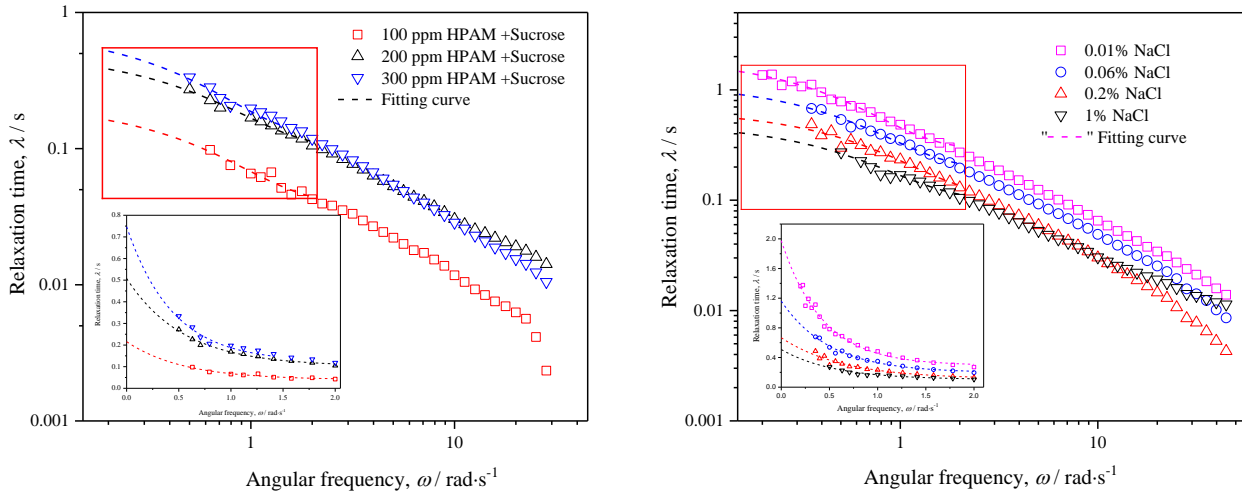 1
0.1
0.01
0.001
Relaxation time, λ / s
100 ppm HPAM +Sucrose
200 ppm HPAM +Sucrose
300 ppm HPAM +Sucrose
Fitting curve
0.8
0.7
0.6
0.5
0.4
0.3
0.2
0.1
0.0
Relaxation time, λ / s
0.0 0.5 1.0 1.5 2.0
Angular frequency, ω / rad·s⁻¹
1 10
Angular frequency, ω / rad·s⁻¹
1
0.1
0.01
0.001
Relaxation time, λ / s
0.01% NaCl
0.06% NaCl
0.2% NaCl
1% NaCl
" " Fitting curve
2.0
1.6
1.2
0.8
0.4
0.0
Relaxation time, λ / s
0.0 0.5 1.0 1.5 2.0
Angular frequency, ω / rad·s⁻¹
1 10
Angular frequency, ω / rad·s⁻¹